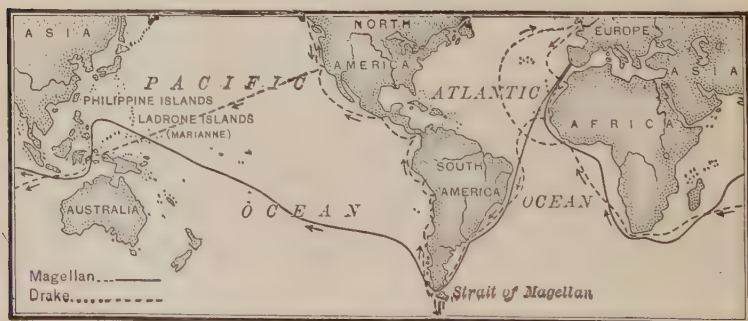 ASIA
NORTH
AMERICA
EUROPE
ASIA
PACIFIC
ATLANTIC
PHILIPPINE ISLANDS
LADRONE ISLANDS
(MARIANNE)
AFRICA
SOUTH
AMERICA
AUSTRALIA
OCEAN
OCEAN
Magellan
Drake
Strait of Magellan